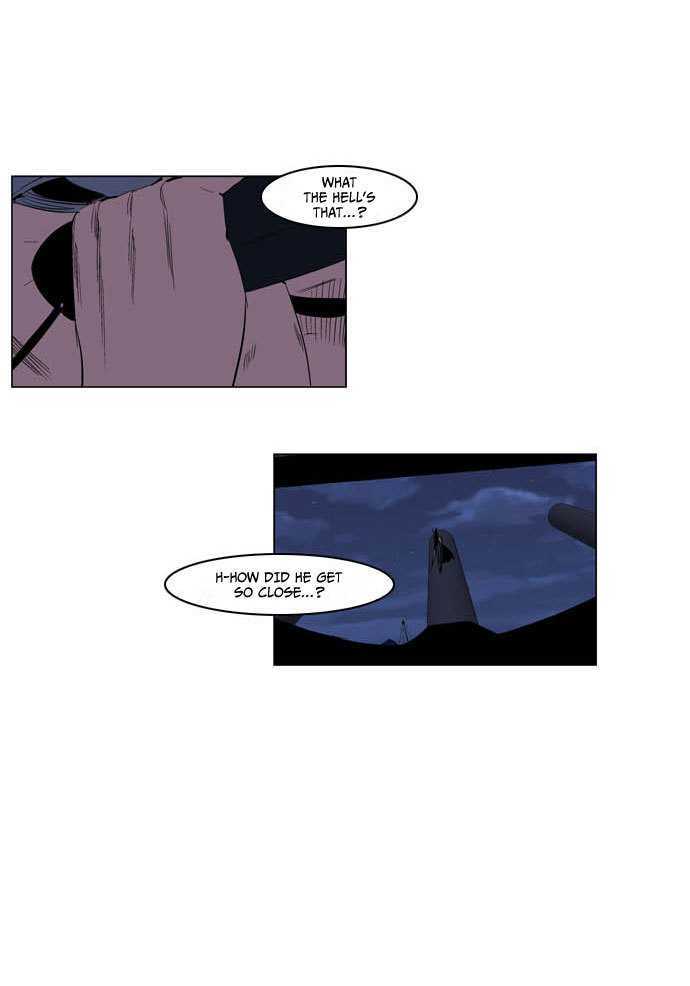 WHAT
THE HELL'S
THAT...?
H-HOW DID HE GET
SO CLOSE...?